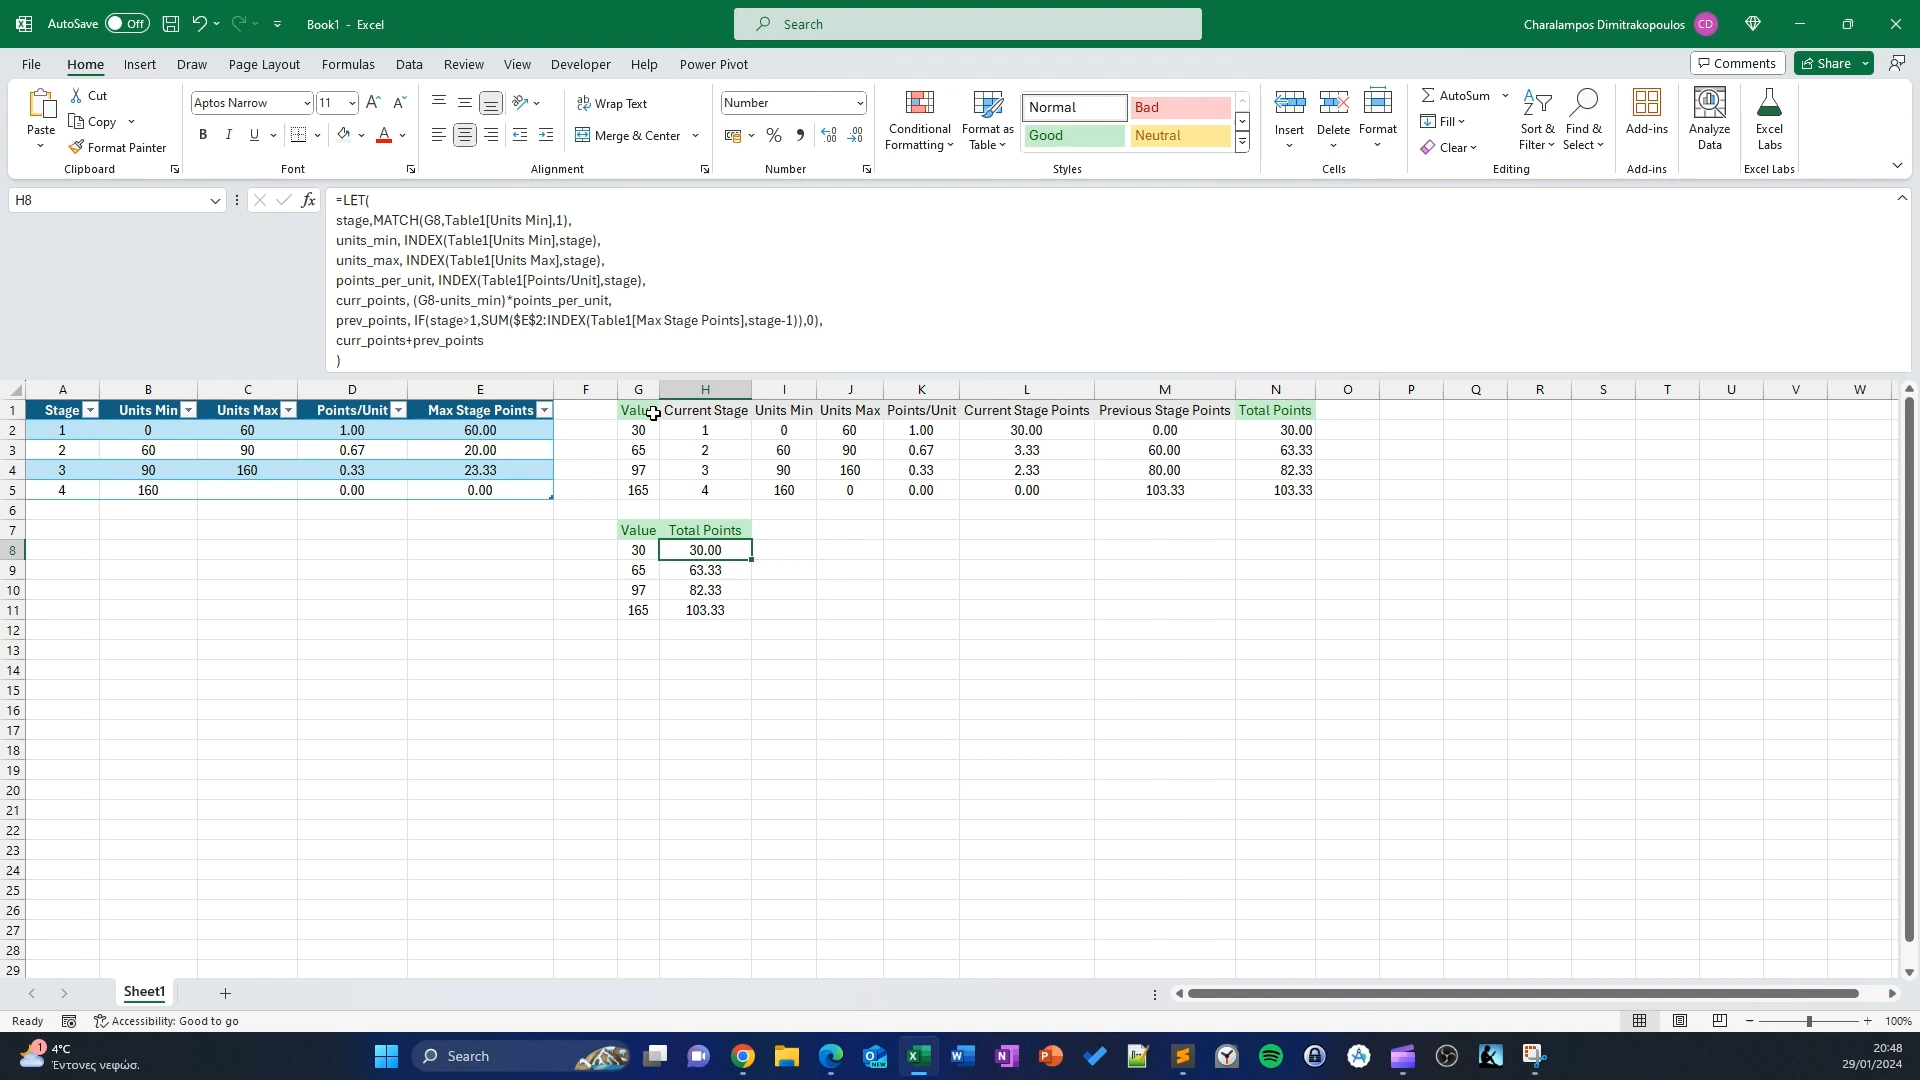 AutoSave Off Book1 - Excel Search Charalampos Dimitrakopoulos CD
File Home Insert Draw Page Layout Formulas Data Review View Developer Help Power Pivot Comments Share
Paste
Cut
Copy
Format Painter
Clipboard
Aptos Narrow 11
B I U
Font
Wrap Text
Merge & Center
Alignment
Number
Number
Conditional Formatting
Format as Table
Normal Bad
Good Neutral
Styles
Insert Delete Format
Cells
AutoSum
Fill
Clear
Sort & Filter
Find & Select
Editing
Add-ins
Add-ins
Analyze Data
Excel Labs
Excel Labs
H8
fx
=LET(
stage,MATCH(G8,Table1[Units Min],1),
units_min, INDEX(Table1[Units Min],stage),
units_max, INDEX(Table1[Units Max],stage),
points_per_unit, INDEX(Table1[Points/Unit],stage),
curr_points, (G8-units_min)*points_per_unit,
prev_points, IF(stage>1,SUM($E$2:INDEX(Table1[Max Stage Points],stage-1)),0),
curr_points+prev_points
)
A B C D E F G H I J K L M N O P Q R S T U V W
1 Stage Units Min Units Max Points/Unit Max Stage Points Current Stage Units Min Units Max Points/Unit Current Stage Points Previous Stage Points Total Points
2 1 0 60 1.00 60.00 30 1 0 60 1.00 30.00 0.00 30.00
3 2 60 90 0.67 20.00 65 2 60 90 0.67 3.33 60.00 63.33
4 3 90 160 0.33 23.33 97 3 90 160 0.33 2.33 80.00 82.33
5 4 160 0.00 0.00 165 4 160 0 0.00 0.00 103.33 103.33
6
7 Value Total Points
8 30 30.00
9 65 63.33
10 97 82.33
11 165 103.33
12
13
14
15
16
17
18
19
20
21
22
23
24
25
26
27
28
29
Sheet1
Ready Accessibility: Good to go 100%
1 4°C
Έντονες νεφώσ.
Search
20:48
29/01/2024